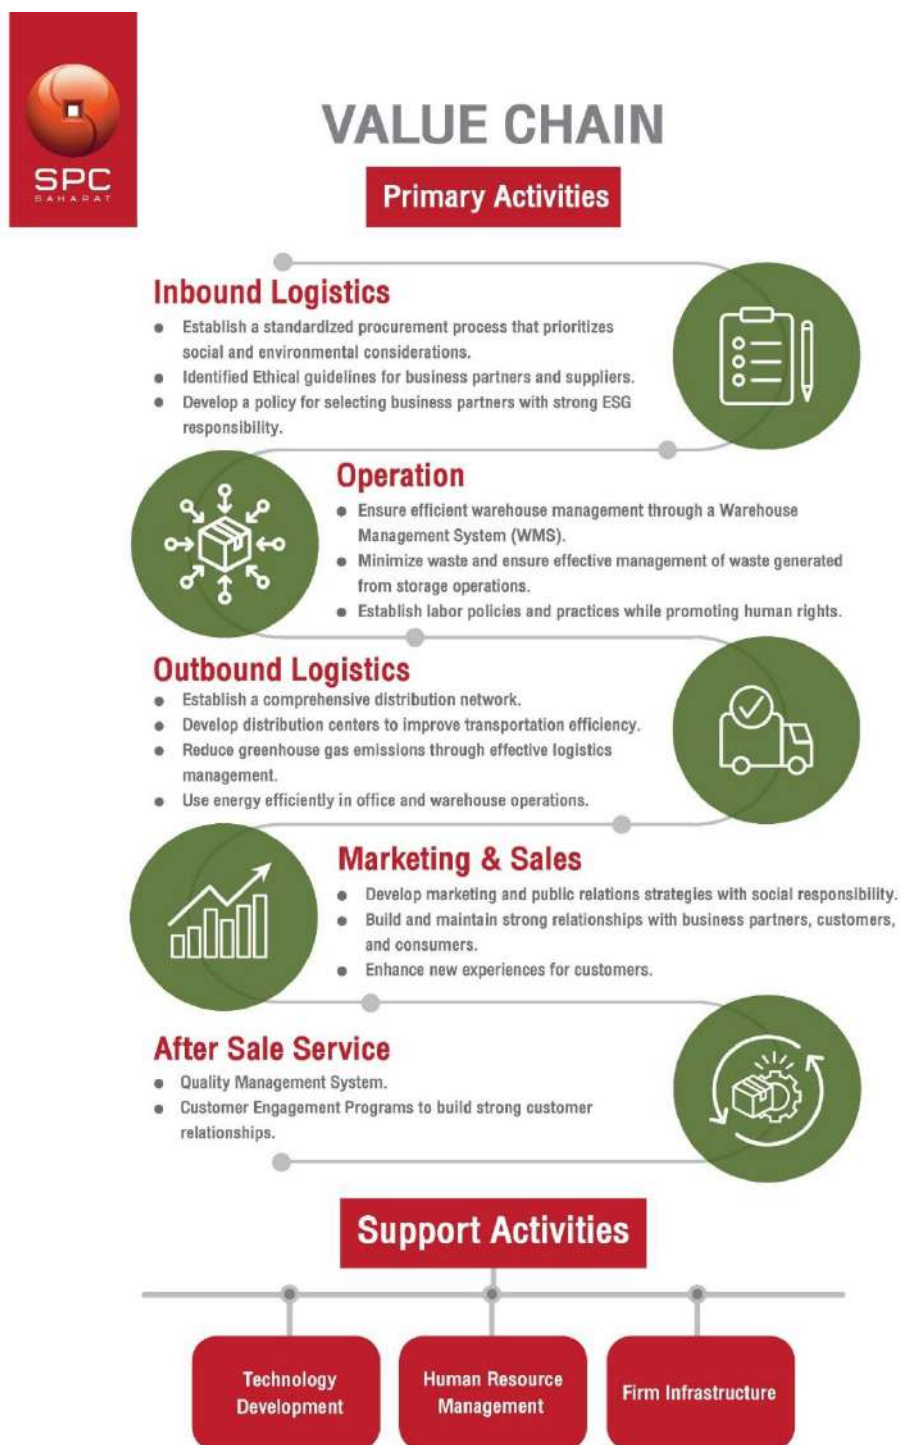 SPC
SAHARAT
VALUE CHAIN
Primary Activities
Inbound Logistics
● Establish a standardized procurement process that prioritizes
social and environmental considerations.
● Identified Ethical guidelines for business partners and suppliers.
● Develop a policy for selecting business partners with strong ESG
responsibility.
Operation
● Ensure efficient warehouse management through a Warehouse
Management System (WMS).
● Minimize waste and ensure effective management of waste generated
from storage operations.
● Establish labor policies and practices while promoting human rights.
Outbound Logistics
● Establish a comprehensive distribution network.
● Develop distribution centers to improve transportation efficiency.
● Reduce greenhouse gas emissions through effective logistics
management.
● Use energy efficiently in office and warehouse operations.
Marketing & Sales
● Develop marketing and public relations strategies with social responsibility.
● Build and maintain strong relationships with business partners, customers,
and consumers.
● Enhance new experiences for customers.
After Sale Service
● Quality Management System.
● Customer Engagement Programs to build strong customer
relationships.
Support Activities
Technology
Development
Human Resource
Management
Firm Infrastructure